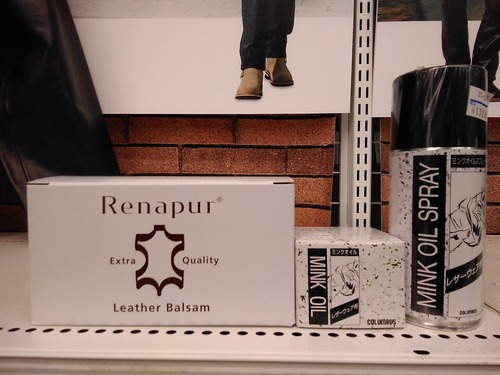 Renapur®
Extra Quality
Leather Balsam
ミンクオイル
MINK OIL
レザーウェア用
COLUMBUS
ミンクオイルスプレー
MINK OIL SPRAY
レザーウェア用